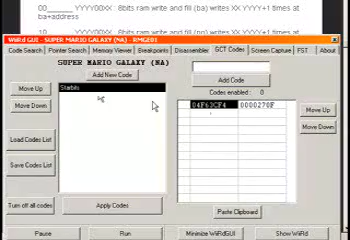 00______ YYYY00XX   8bits ram write and fill (ba) writes XX YYYY+1 times at
ba+address
WiiRd GUI - SUPER MARIO GALAXY (NA) - RMGE01
Code Search Pointer Search Memory Viewer Breakpoints Disassembler GCT Codes Screen Capture FST About
SUPER MARIO GALAXY (NA)
Add New Code
Add Code
Codes enabled : 0
Move Up
Move Down
Load Codes List
Save Codes List
Turn off all codes
Starbits
Apply Codes
04F63CF4 0000270F
Move Up
Move Down
Paste Clipboard
Pause
Run
Minimize WiiRdGUI
Show WiiRd